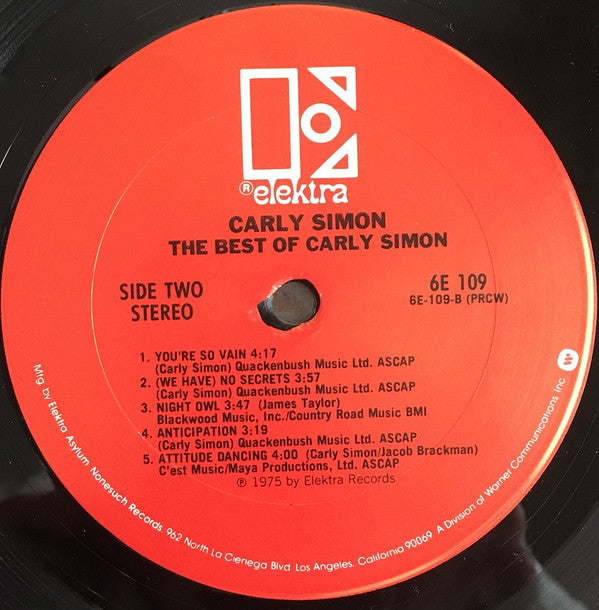 ® elektra
CARLY SIMON
THE BEST OF CARLY SIMON
SIDE TWO
STEREO
6E 109
6E-109-B (PRCW)
1. YOU'RE SO VAIN 4:17
(Carly Simon) Quackenbush Music Ltd. ASCAP
2. (WE HAVE) NO SECRETS 3:57
(Carly Simon) Quackenbush Music Ltd. ASCAP
3. NIGHT OWL 3:47 (James Taylor)
Blackwood Music, Inc./Country Road Music BMI
4. ANTICIPATION 3:19
(Carly Simon) Quackenbush Music Ltd. ASCAP
5. ATTITUDE DANCING 4:00 (Carly Simon/Jacob Brackman)
C'est Music/Maya Productions, Ltd. ASCAP
℗ 1975 by Elektra Records
Mfg. by Elektra Asylum Nonesuch Records 962 North La Cienega Blvd Los Angeles, California 90069 A Division of Warner Communications Inc